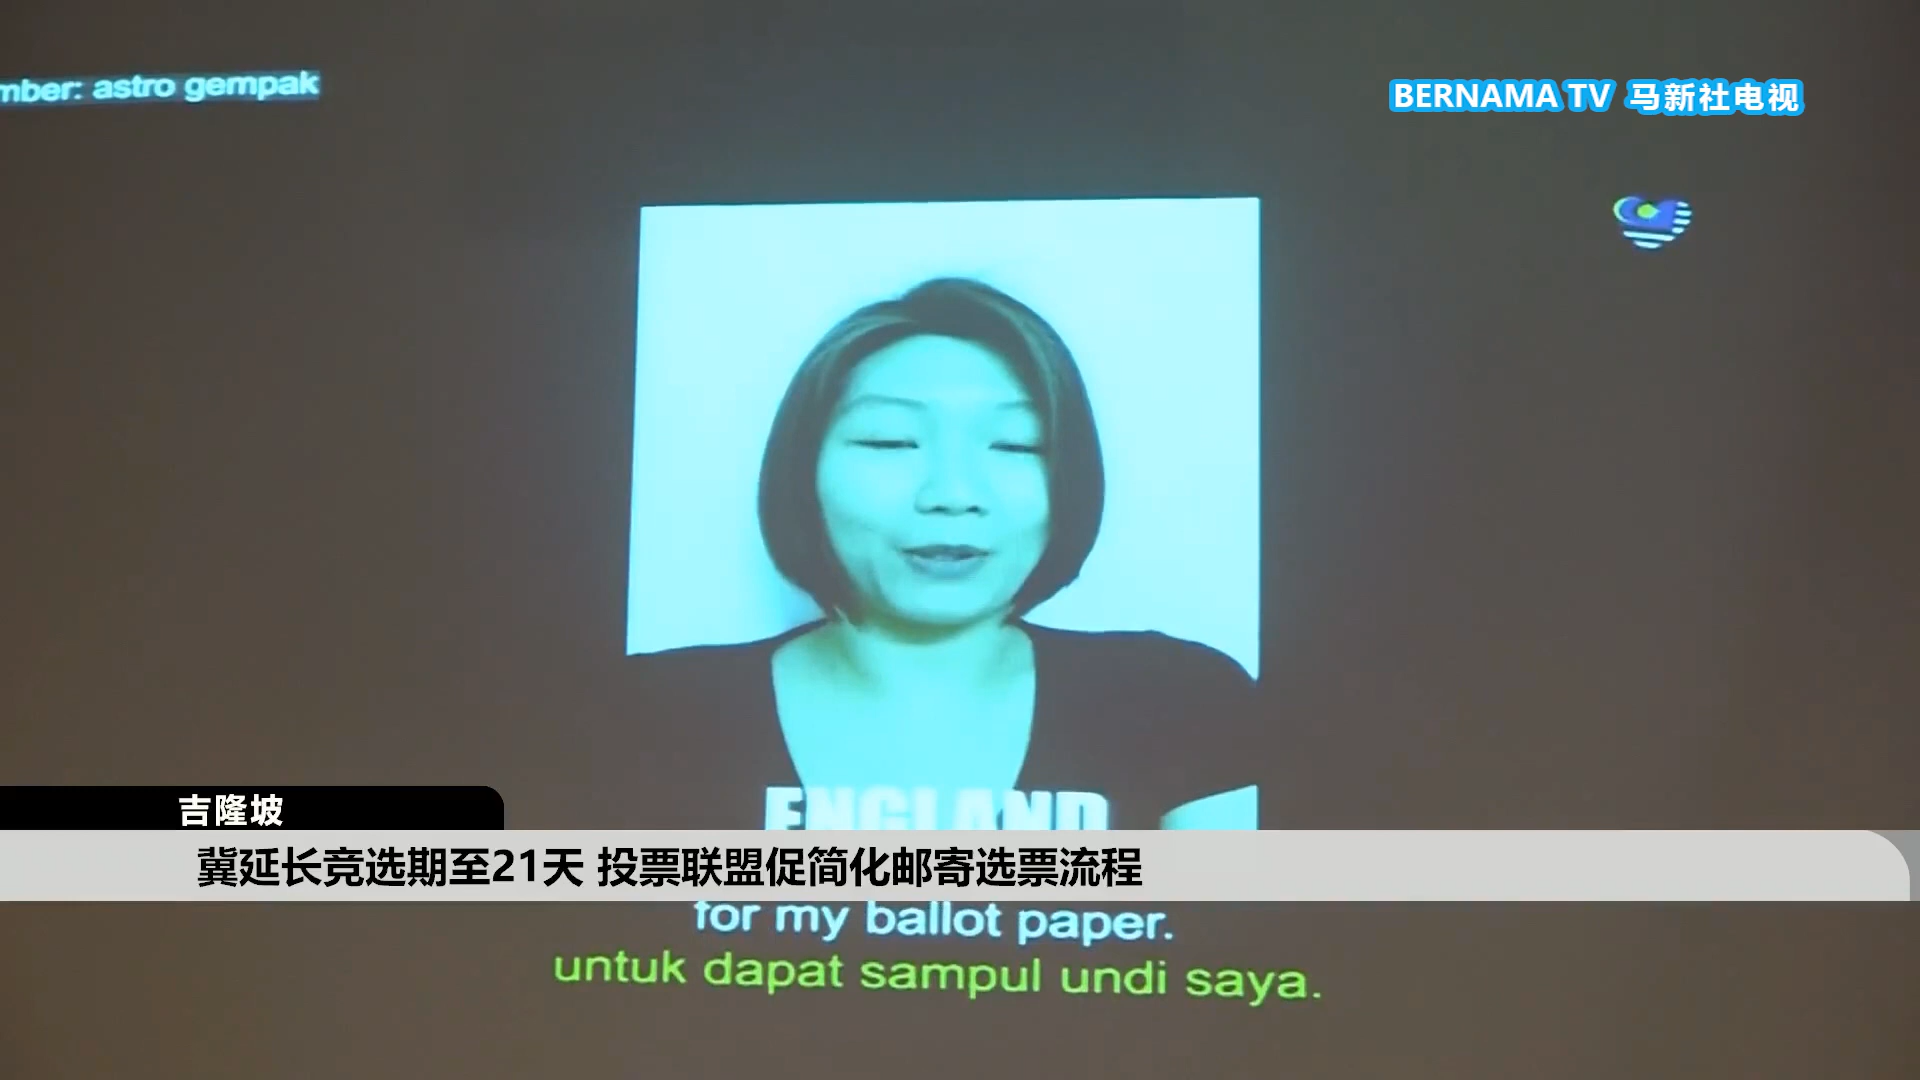 mber: astro gempak
BERNAMA TV 马新社电视
ENGLAND
吉隆坡
冀延长竞选期至21天 投票联盟促简化邮寄选票流程
for my ballot paper.
untuk dapat sampul undi saya.